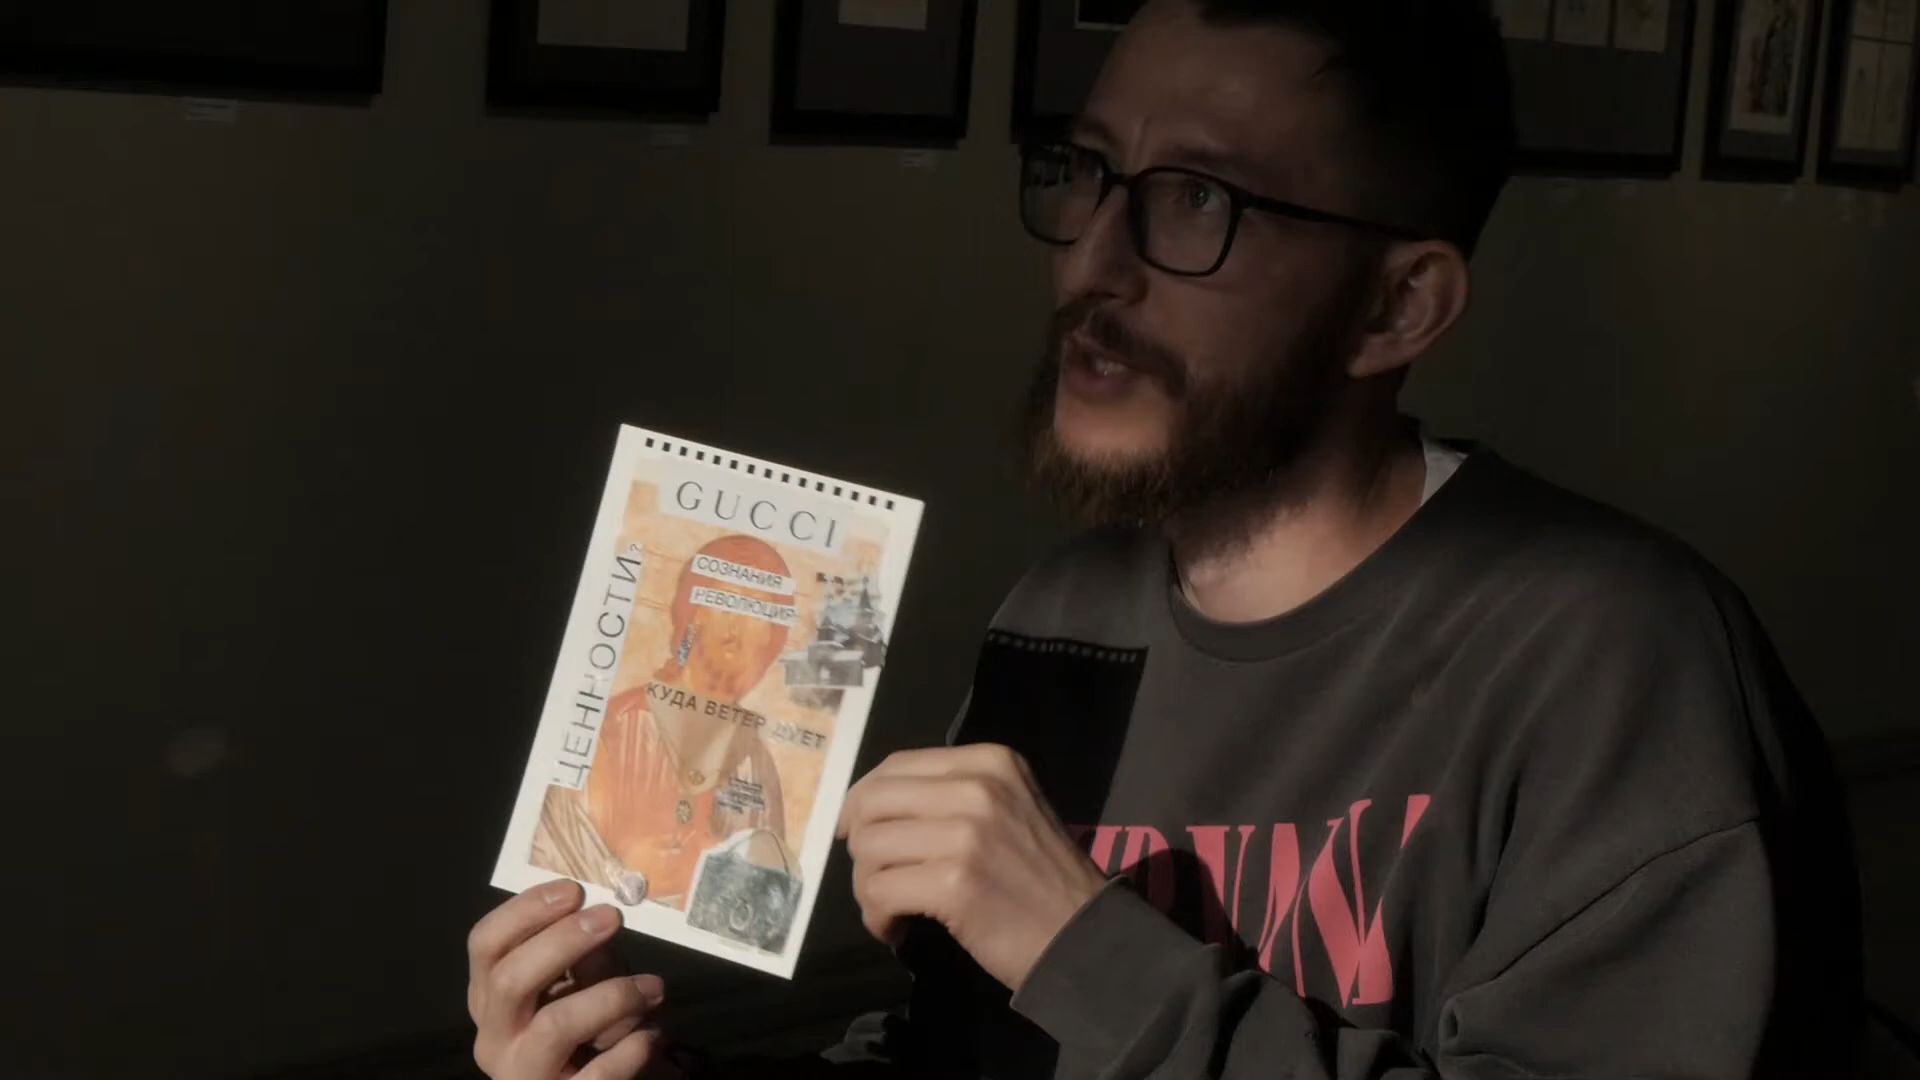 GUCCI
ЦЕННОСТИ?
СОЗНАНИЯ
РЕВОЛЮЦИЯ
КУДА ВЕТЕР ДУЕТ